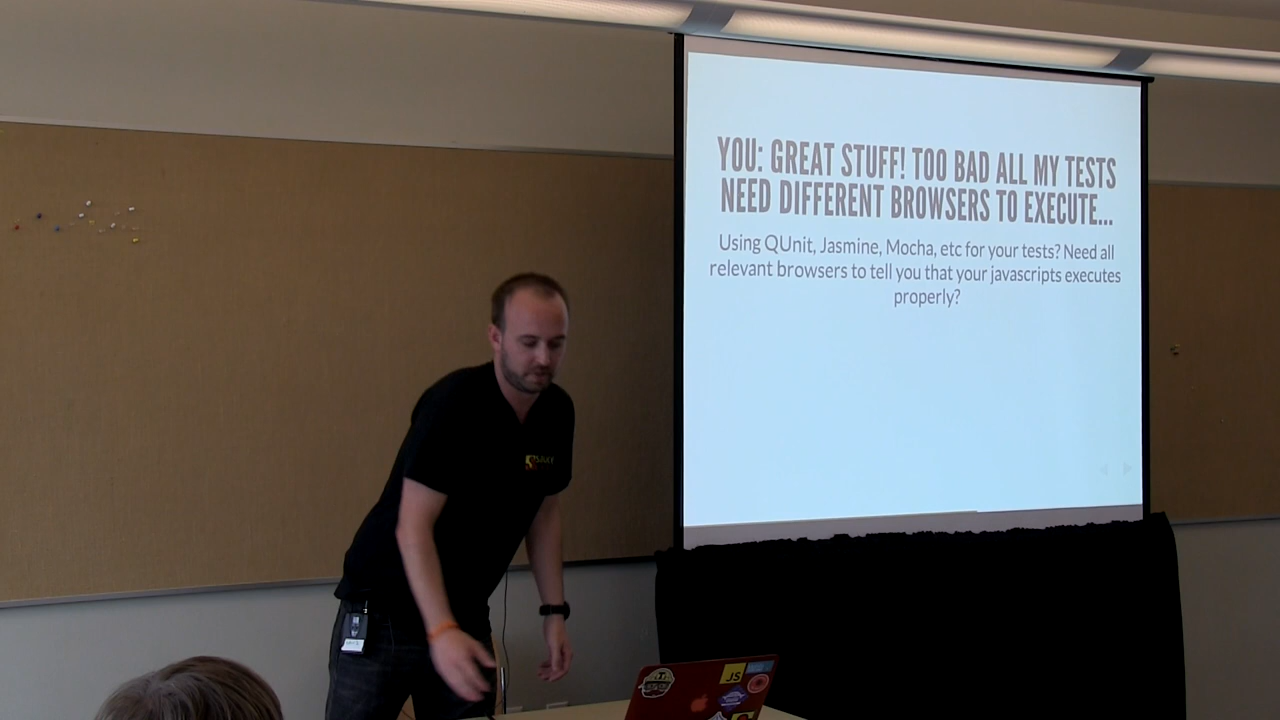 YOU: GREAT STUFF! TOO BAD ALL MY TESTS
NEED DIFFERENT BROWSERS TO EXECUTE...
Using QUnit, Jasmine, Mocha, etc for your tests? Need all
relevant browsers to tell you that your javascripts executes
properly?
JS